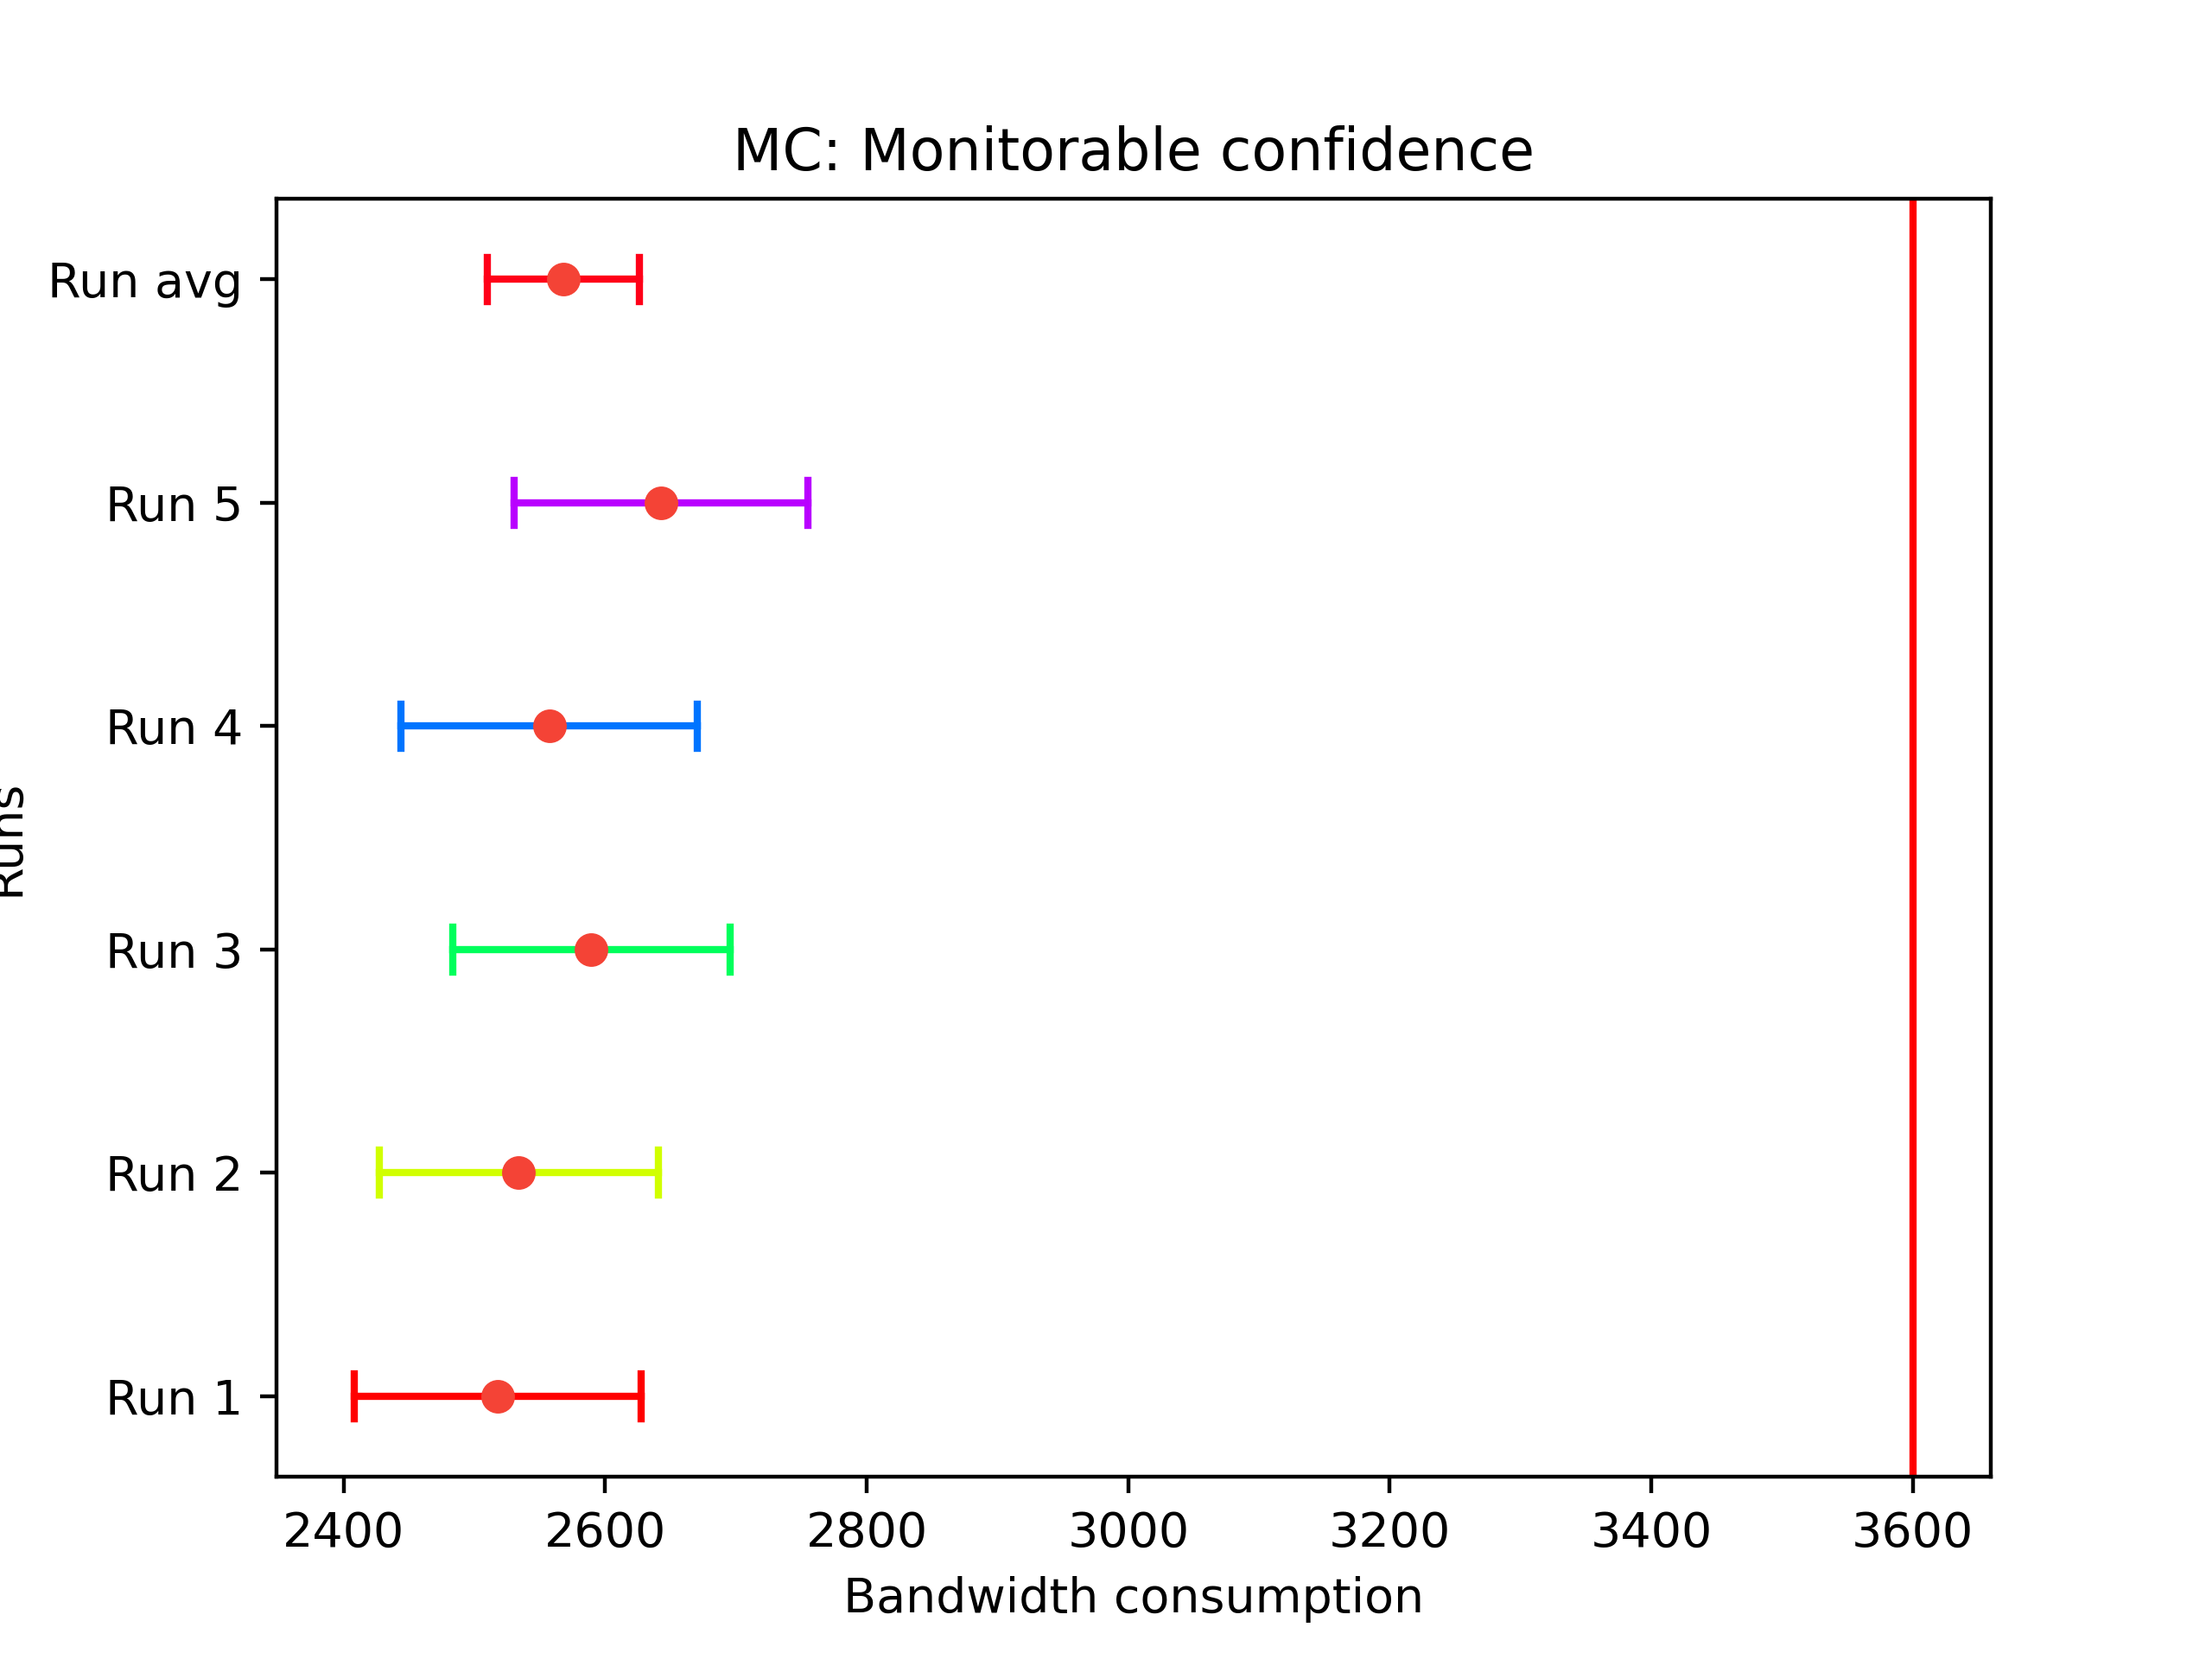 MC: Monitorable confidence
Run avg
Run 5
Run 4
Run 3
Run 2
Run 1
Runs
2400 2600 2800 3000 3200 3400 3600
Bandwidth consumption